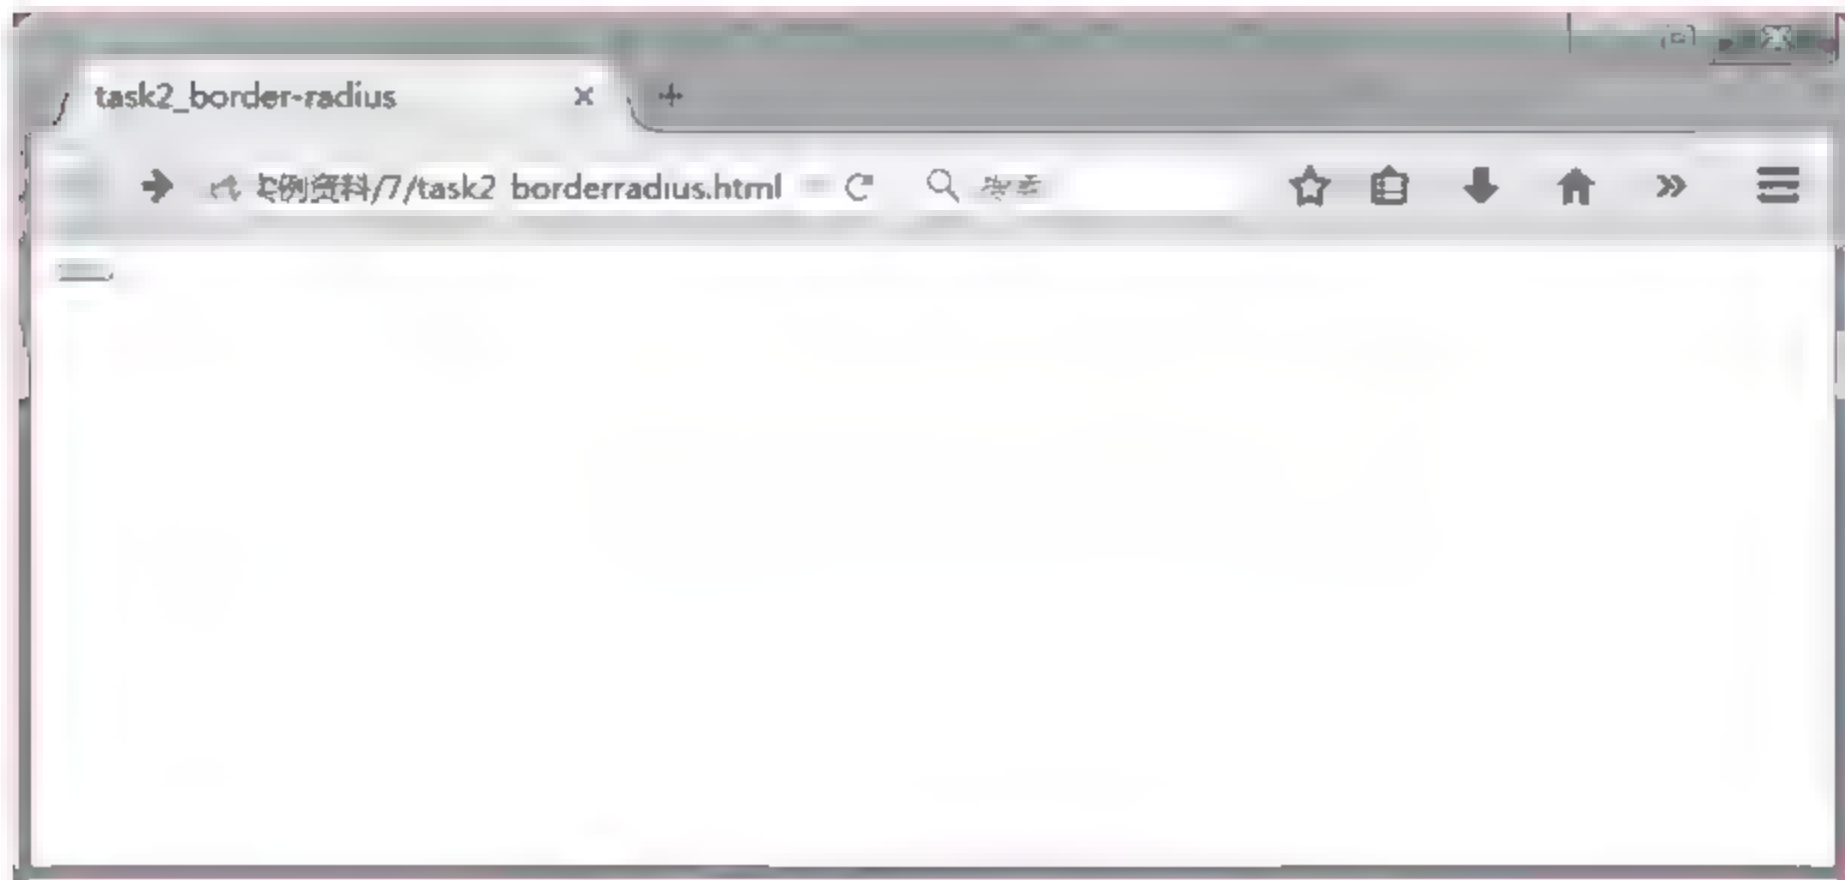 task2_border-radius
例资料/7/task2 borderradius.html